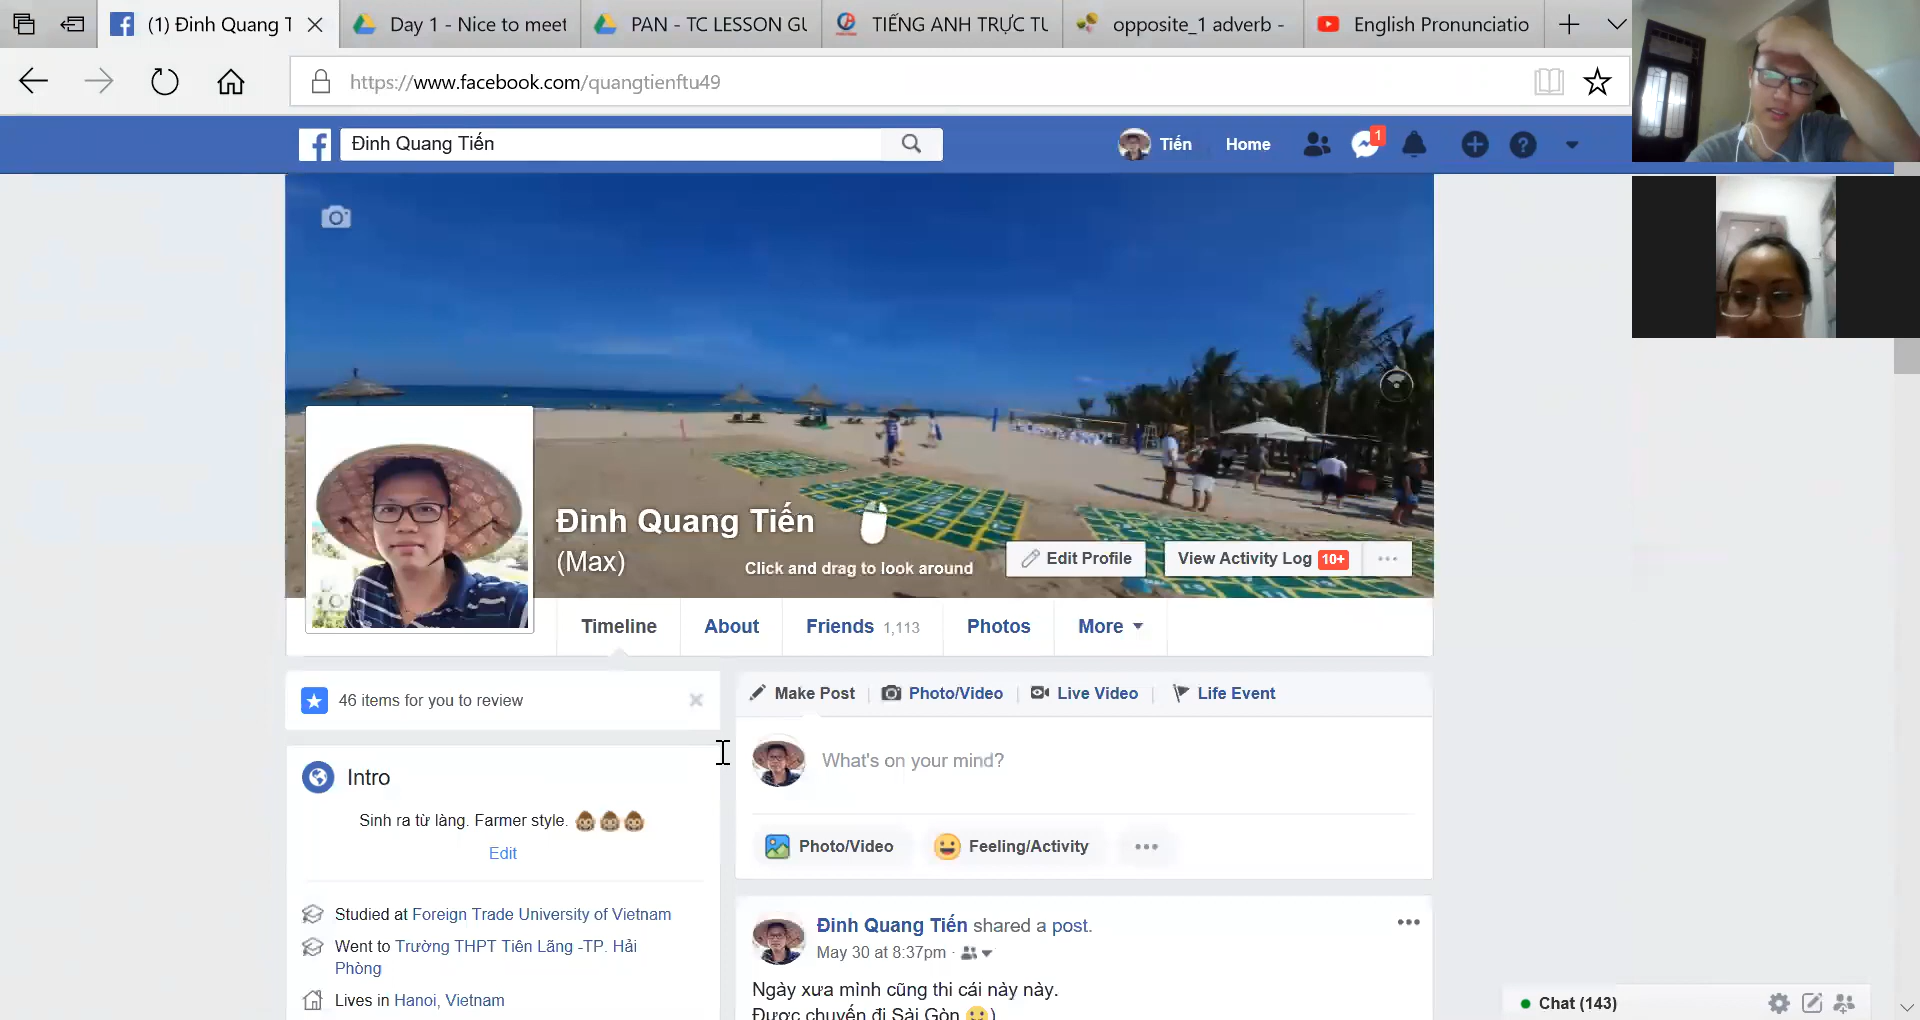 (1) Đinh Quang T
Day 1 - Nice to meet
PAN - TC LESSON GU
TIẾNG ANH TRỰC TU
opposite_1 adverb -
English Pronunciatio
https://www.facebook.com/quangtienftu49
Đinh Quang Tiến
Tiến
Home
1
Đinh Quang Tiến
(Max)
Click and drag to look around
Edit Profile
View Activity Log 10+
Timeline
About
Friends 1,113
Photos
More
46 items for you to review
Make Post
Photo/Video
Live Video
Life Event
What's on your mind?
Photo/Video
Feeling/Activity
Intro
Sinh ra từ làng. Farmer style.
Edit
Studied at Foreign Trade University of Vietnam
Went to Trường THPT Tiên Lãng -TP. Hải
Phòng
Lives in Hanoi, Vietnam
Đinh Quang Tiến shared a post.
May 30 at 8:37pm ·
Ngày xưa mình cũng thi cái này này.
Được chuyến đi Sài Gòn )
Chat (143)